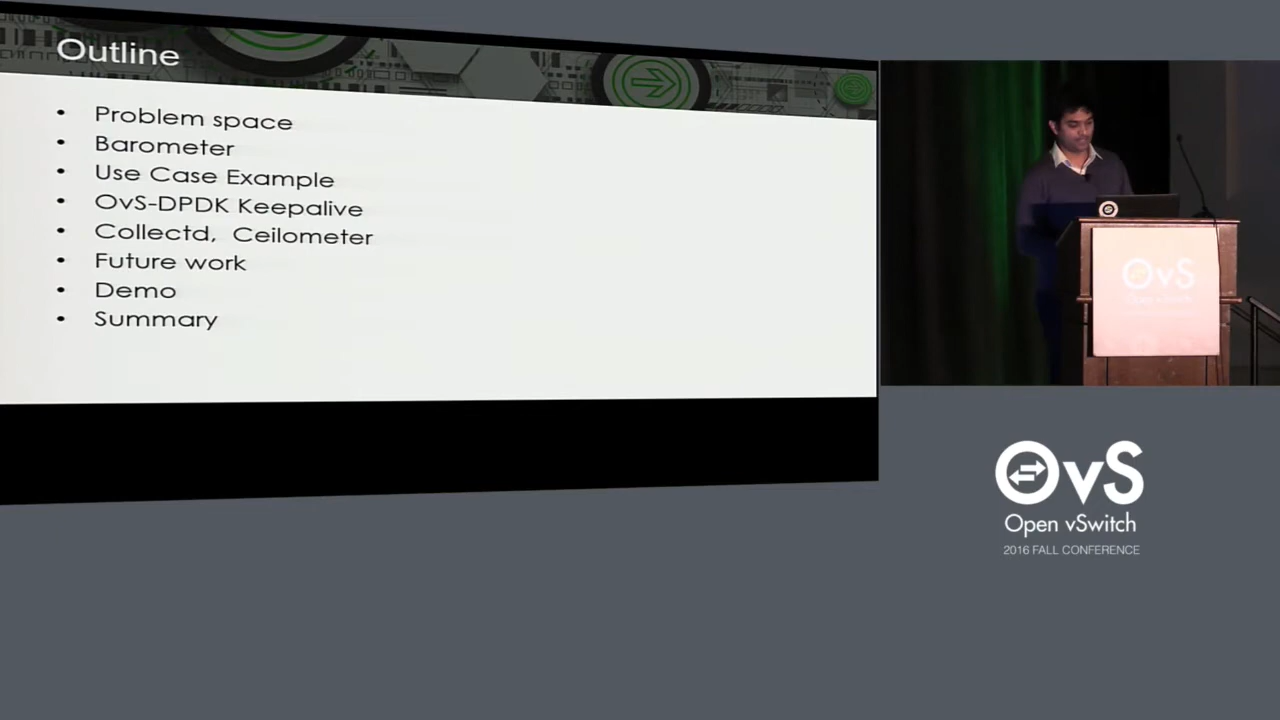 Outline
• Problem space
• Barometer
• Use Case Example
• OvS-DPDK Keepalive
• Collectd, Ceilometer
• Future work
• Demo
• Summary
OvS
OvS
Open vSwitch
2016 FALL CONFERENCE